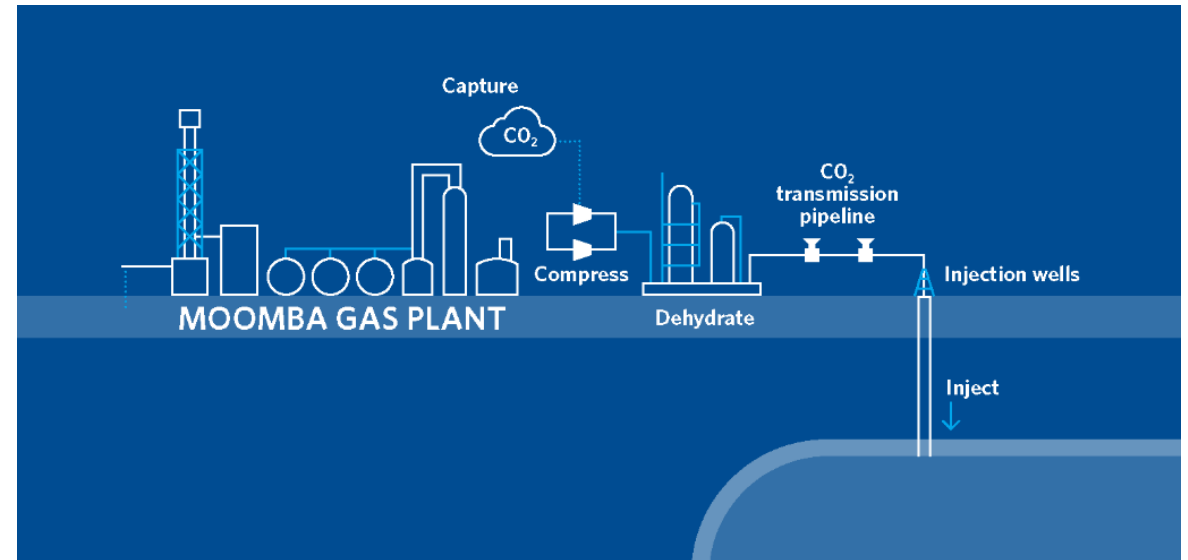 Capture
CO₂
CO₂
transmission
pipeline
Compress
Injection wells
MOOMBA GAS PLANT
Dehydrate
Inject